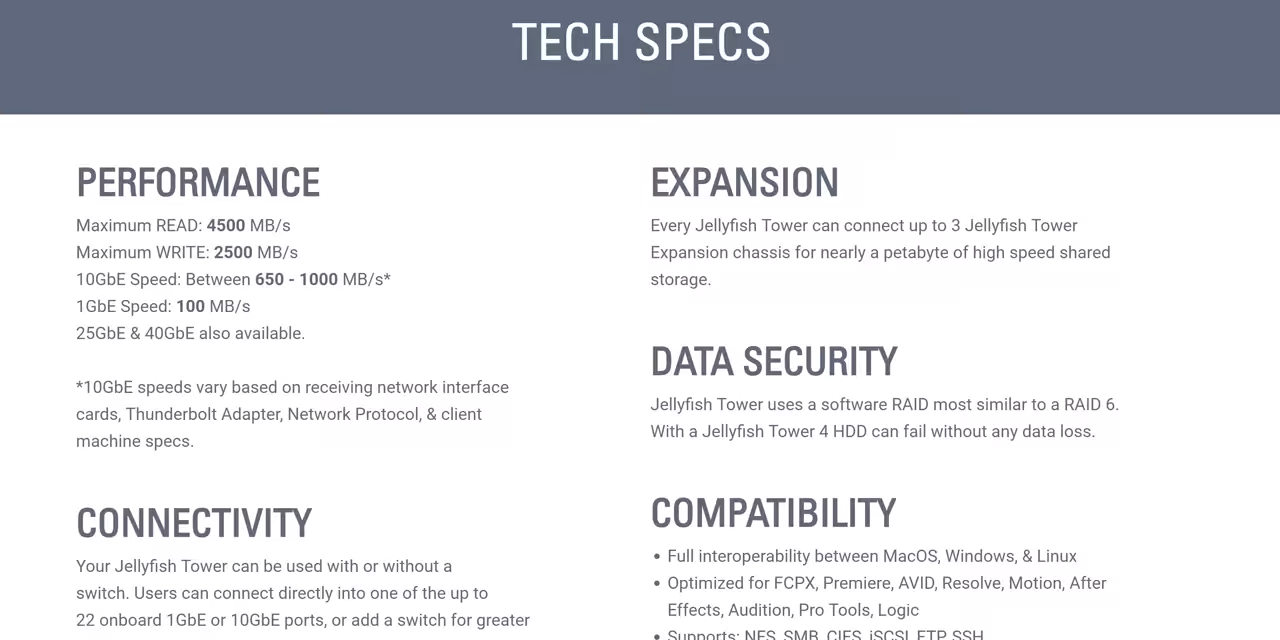 TECH SPECS
PERFORMANCE
Maximum READ: 4500 MB/s
Maximum WRITE: 2500 MB/s
10GbE Speed: Between 650 - 1000 MB/s*
1GbE Speed: 100 MB/s
25GbE & 40GbE also available.
*10GbE speeds vary based on receiving network interface
cards, Thunderbolt Adapter, Network Protocol, & client
machine specs.
CONNECTIVITY
Your Jellyfish Tower can be used with or without a
switch. Users can connect directly into one of the up to
22 onboard 1GbE or 10GbE ports, or add a switch for greater
EXPANSION
Every Jellyfish Tower can connect up to 3 Jellyfish Tower
Expansion chassis for nearly a petabyte of high speed shared
storage.
DATA SECURITY
Jellyfish Tower uses a software RAID most similar to a RAID 6.
With a Jellyfish Tower 4 HDD can fail without any data loss.
COMPATIBILITY
• Full interoperability between MacOS, Windows, & Linux
• Optimized for FCPX, Premiere, AVID, Resolve, Motion, After
Effects, Audition, Pro Tools, Logic
• Supports: NFS, SMB, CIFS, iSCSI, FTP, SSH